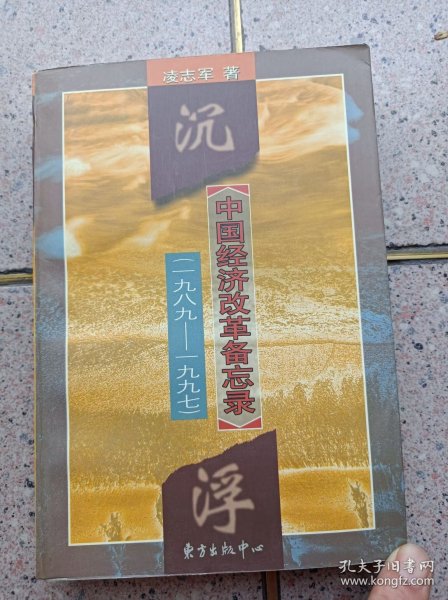 凌志军 著
沉
浮
中国经济改革备忘录
(一九八九——一九九七)
东方出版中心
孔夫子旧书网
www.kongfz.com